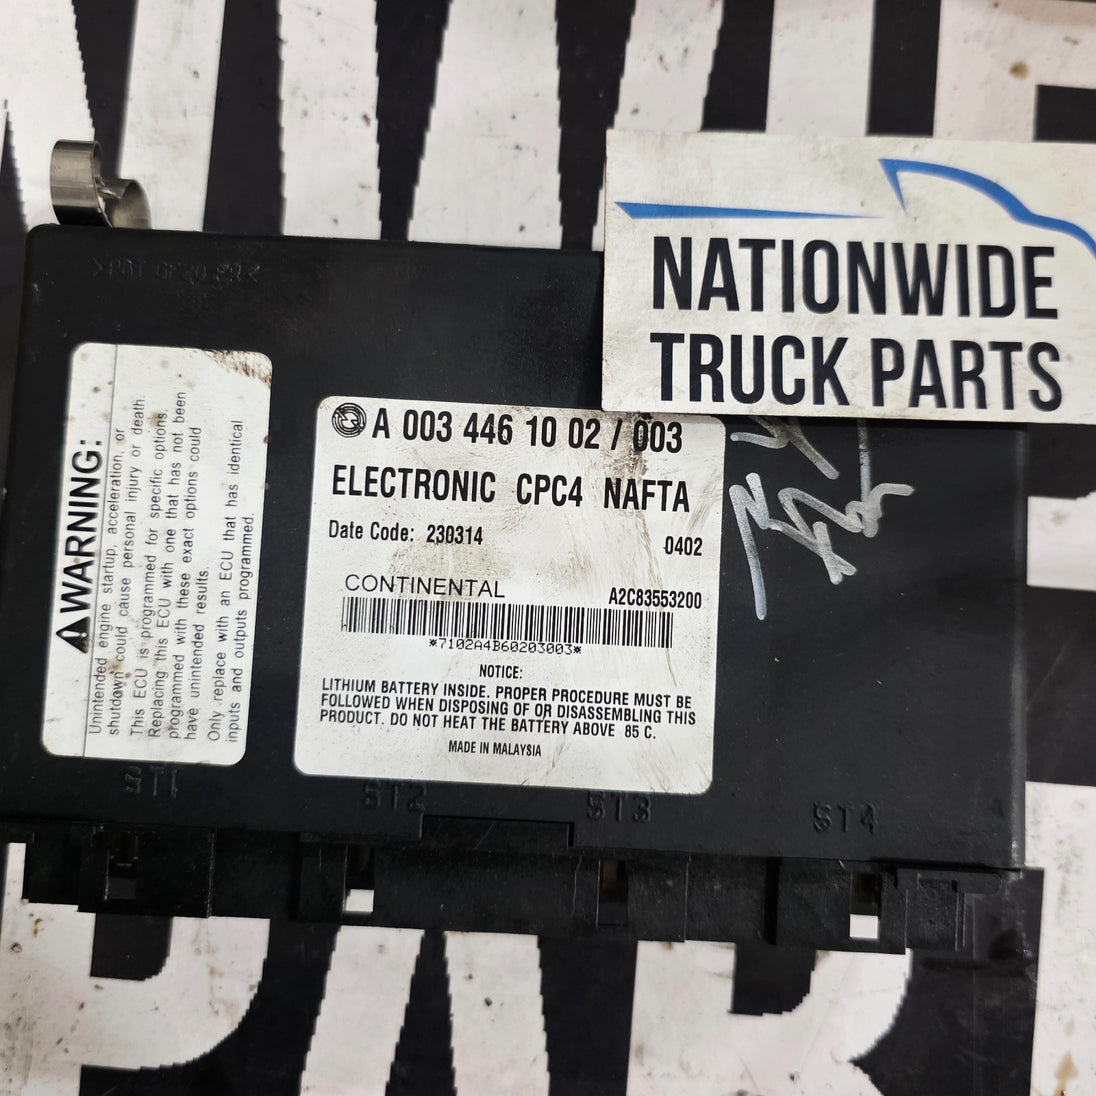 NATIONWIDE
TRUCK PARTS
>PBT GF30 FR<
WARNING:
Unintended engine startup, acceleration, or
shutdown could cause personal injury or death.
This ECU is programmed for specific options.
Replacing this ECU with one that has not been
programmed with these exact options could
have unintended results.
Only replace with an ECU that has identical
inputs and outputs programmed.
A 003 446 10 02 / 003
ELECTRONIC CPC4 NAFTA
Date Code: 230314
0402
CONTINENTAL
A2C83553200
*7102A4B60203003*
NOTICE:
LITHIUM BATTERY INSIDE. PROPER PROCEDURE MUST BE
FOLLOWED WHEN DISPOSING OF OR DISASSEMBLING THIS
PRODUCT. DO NOT HEAT THE BATTERY ABOVE 85 C.
MADE IN MALAYSIA
ST1
ST2
ST3
ST4